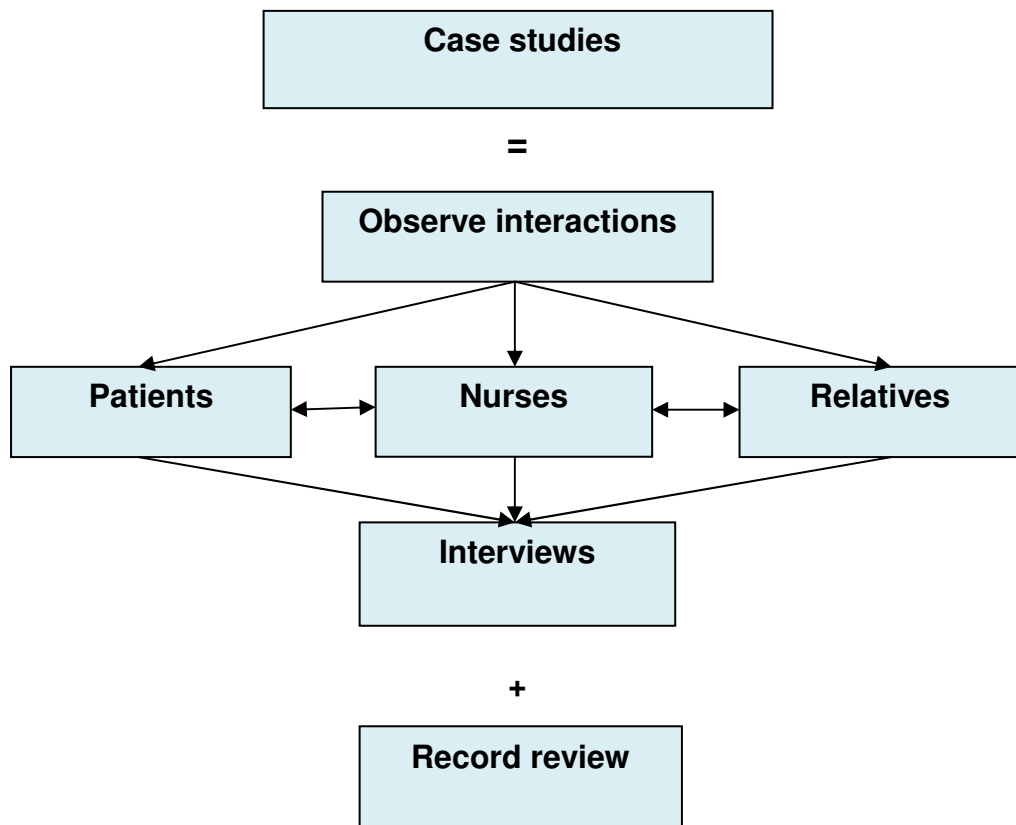 Case studies
=
Observe interactions
Patients
Nurses
Relatives
Interviews
+
Record review